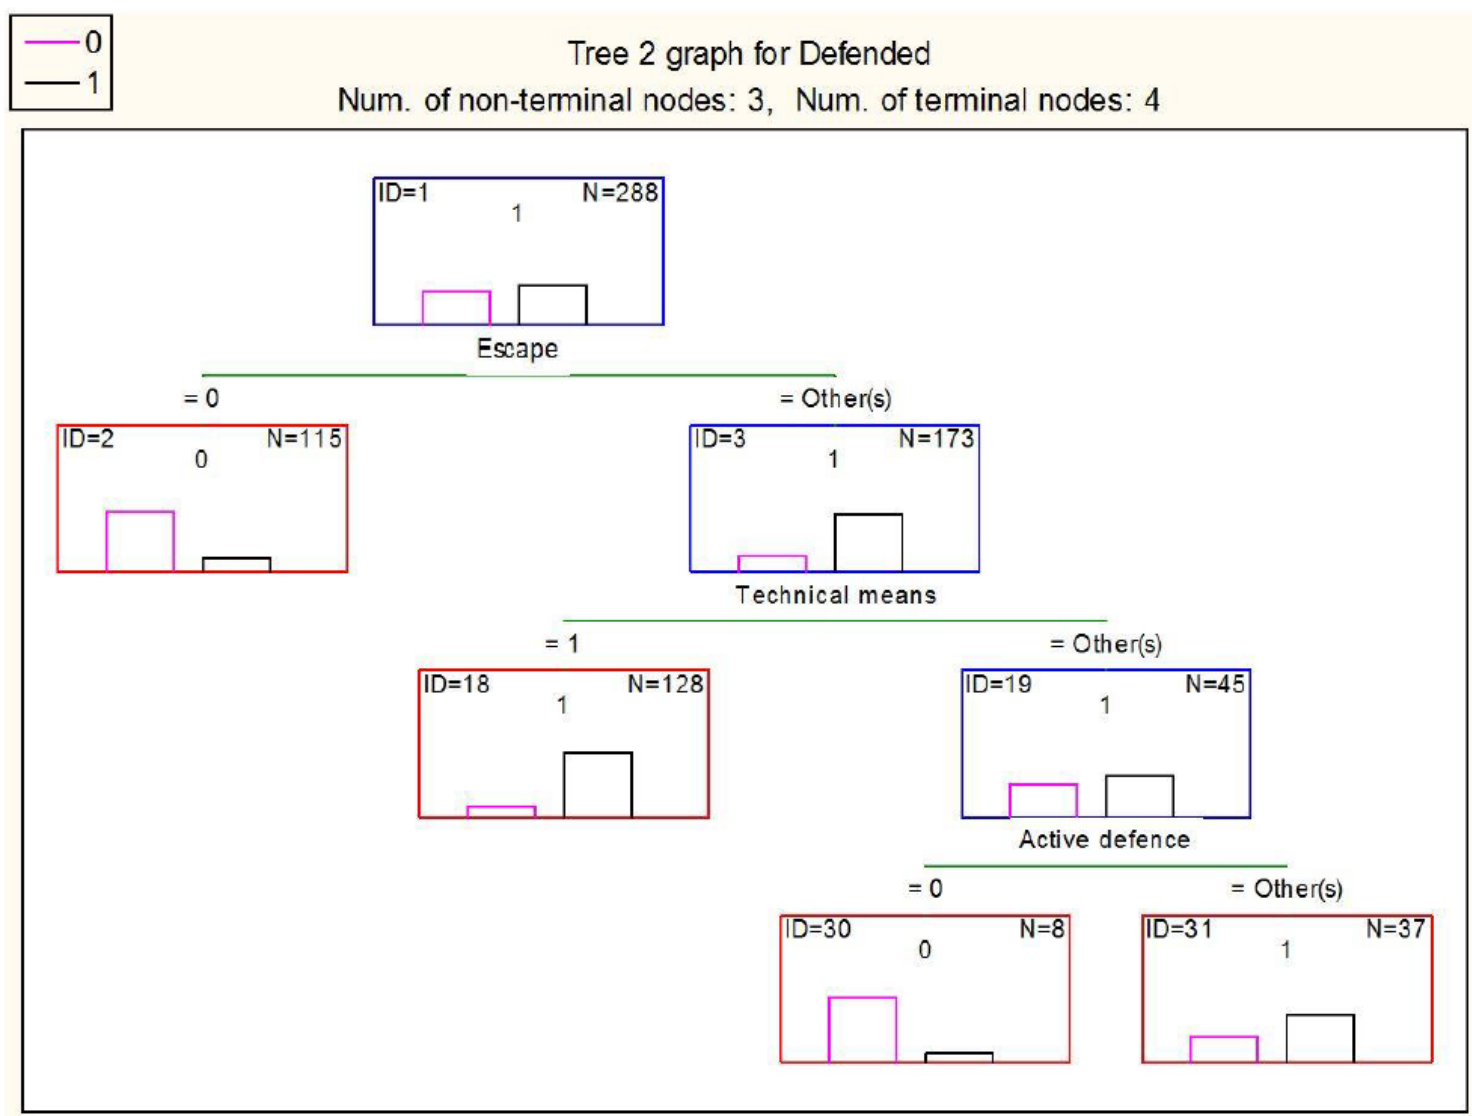 0
1
Tree 2 graph for Defended
Num. of non-terminal nodes: 3, Num. of terminal nodes: 4
ID=1 N=288
1
Escape
= 0 = Other(s)
ID=2 N=115 ID=3 N=173
0 1
Technical means
= 1 = Other(s)
ID=18 N=128 ID=19 N=45
1 1
Active defence
= 0 = Other(s)
ID=30 N=8 ID=31 N=37
0 1